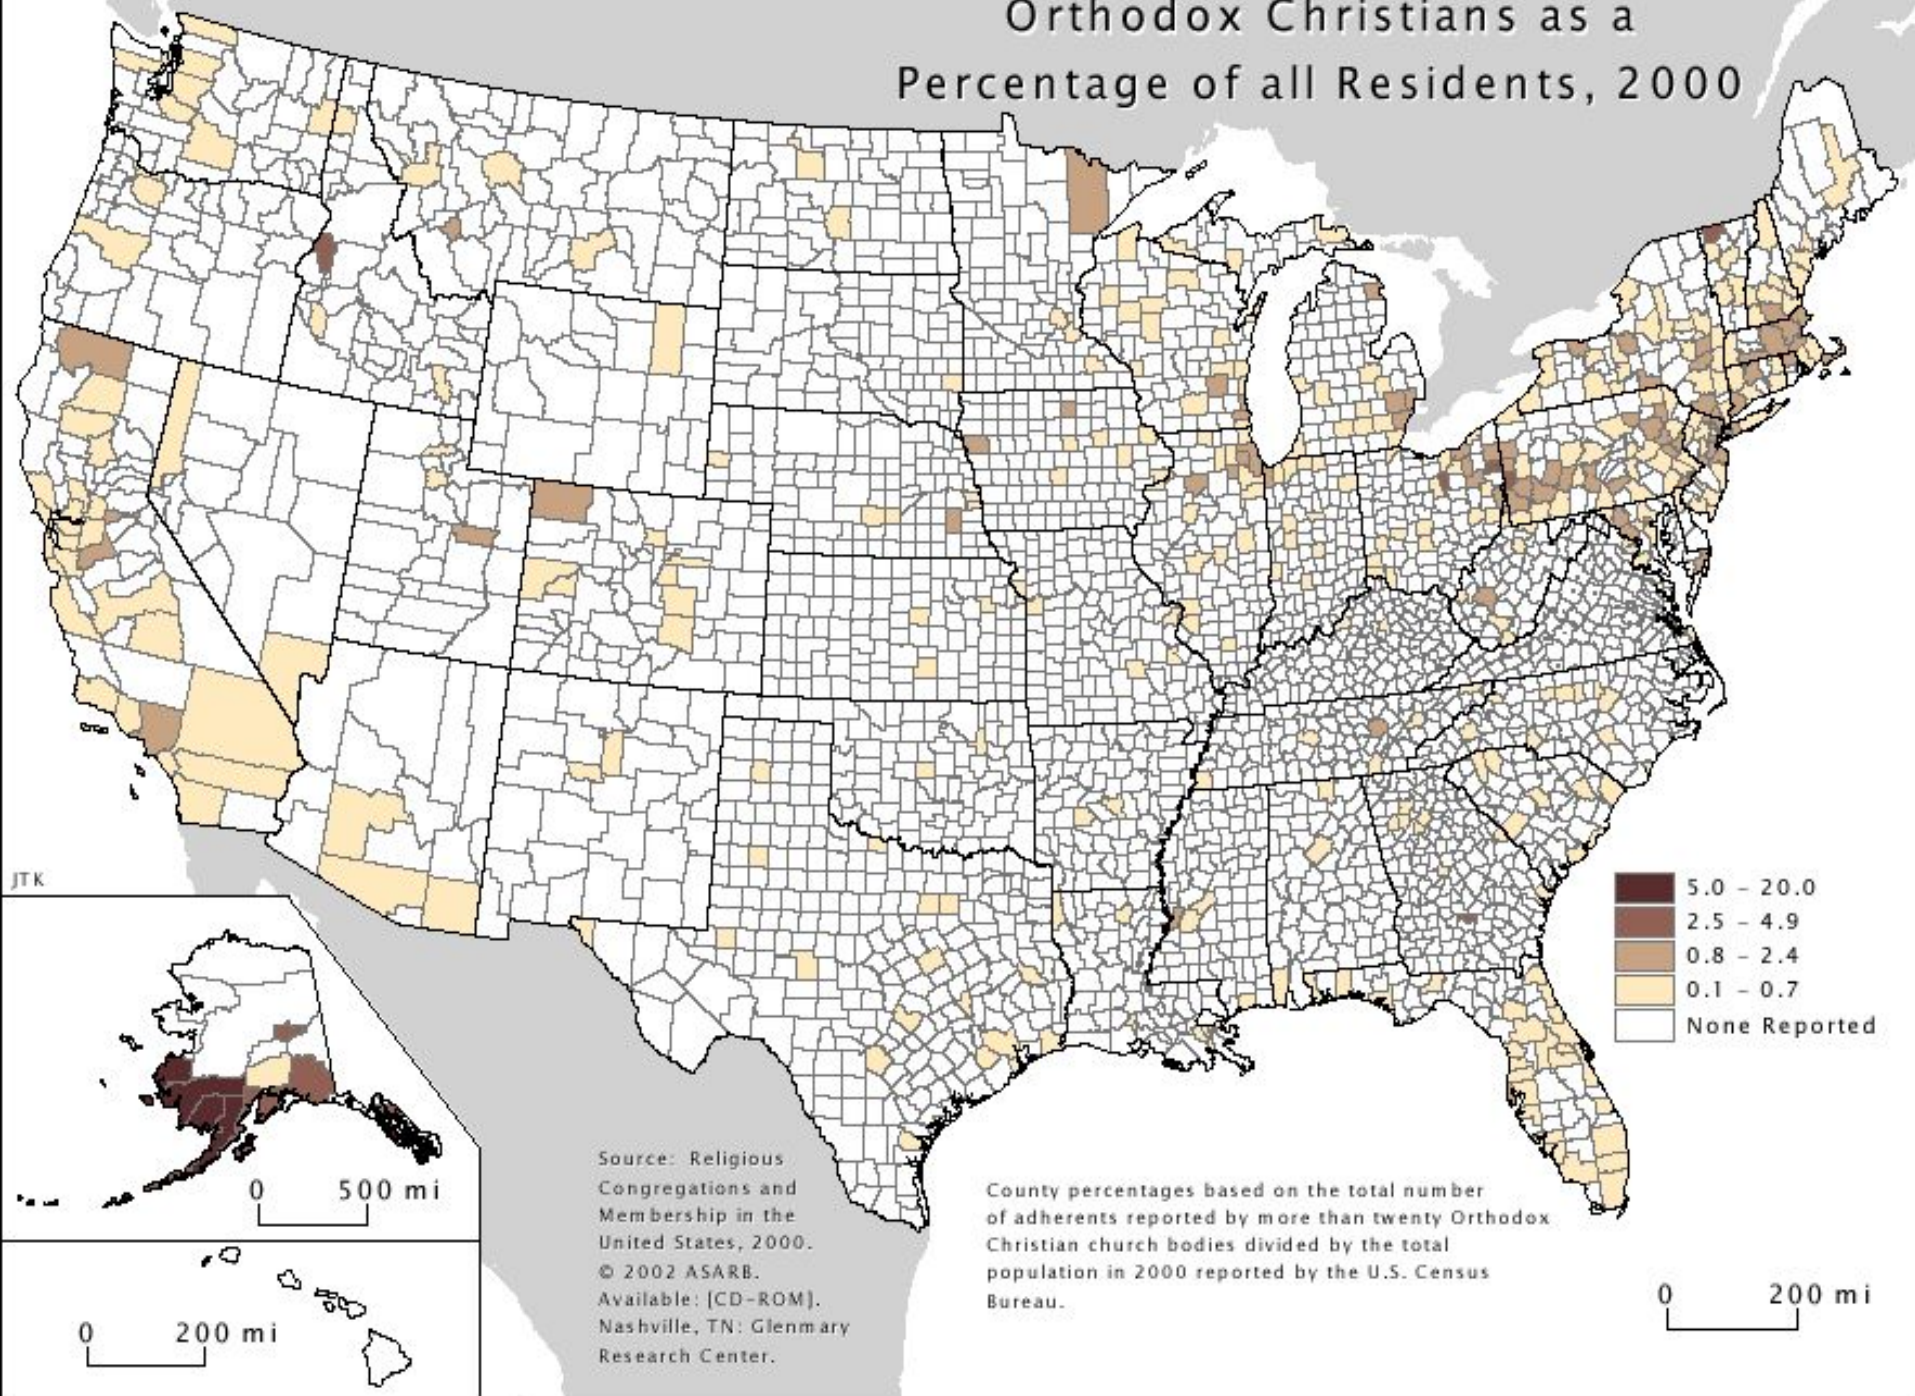 Orthodox Christians as a
Percentage of all Residents, 2000
JTK
5.0 - 20.0
2.5 - 4.9
0.8 - 2.4
0.1 - 0.7
None Reported
0 500 mi
0 200 mi
Source: Religious
Congregations and
Membership in the
United States, 2000.
© 2002 ASARB.
Available: [CD-ROM].
Nashville, TN: Glenmary
Research Center.
County percentages based on the total number
of adherents reported by more than twenty Orthodox
Christian church bodies divided by the total
population in 2000 reported by the U.S. Census
Bureau.
0 200 mi